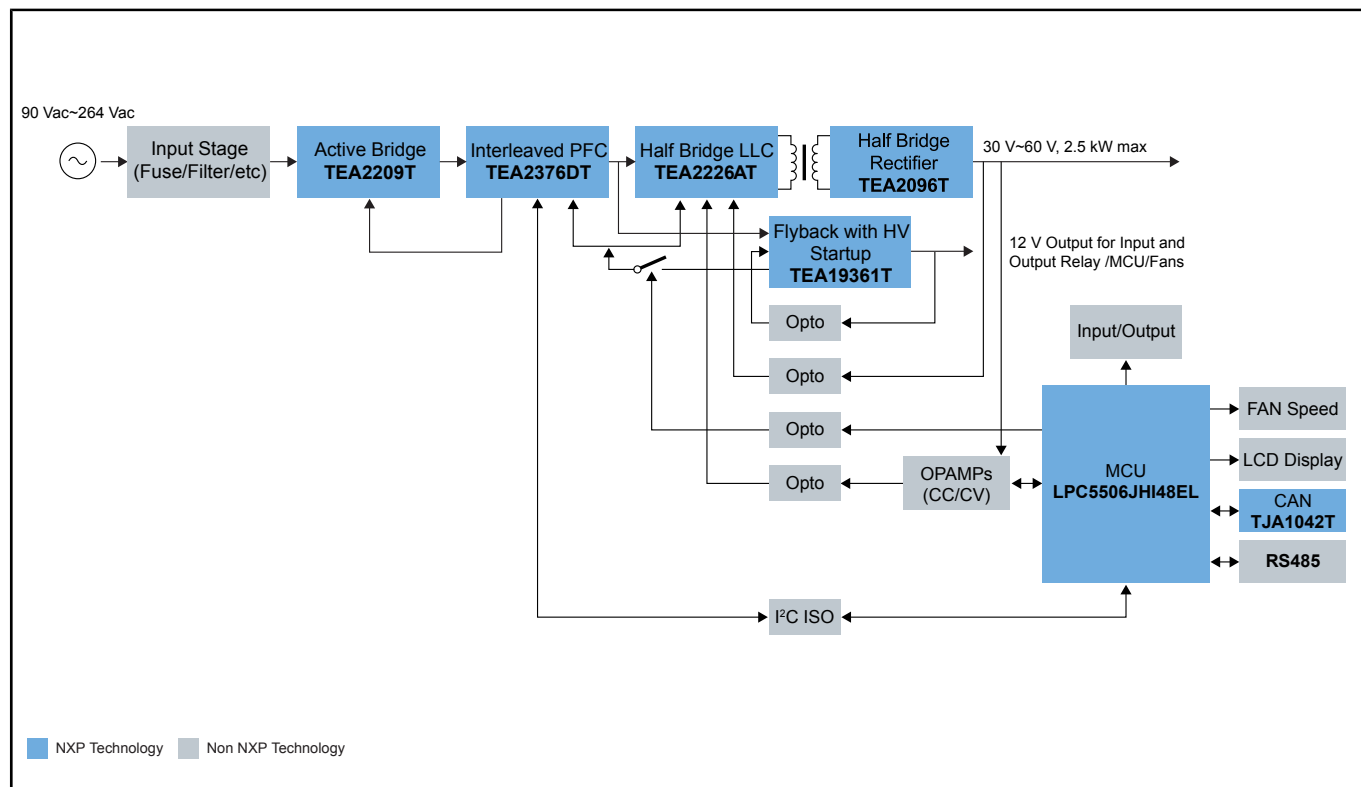 90 Vac~264 Vac
Input Stage
(Fuse/Filter/etc)
Active Bridge
TEA2209T
Interleaved PFC
TEA2376DT
Half Bridge LLC
TEA2226AT
Half Bridge
Rectifier
TEA2096T
30 V~60 V, 2.5 kW max
Flyback with HV
Startup
TEA19361T
12 V Output for Input and
Output Relay /MCU/Fans
Opto
Opto
Opto
Opto
OPAMPs
(CC/CV)
Input/Output
MCU
LPC5506JHI48EL
FAN Speed
LCD Display
CAN
TJA1042T
RS485
I²C ISO
NXP Technology
Non NXP Technology